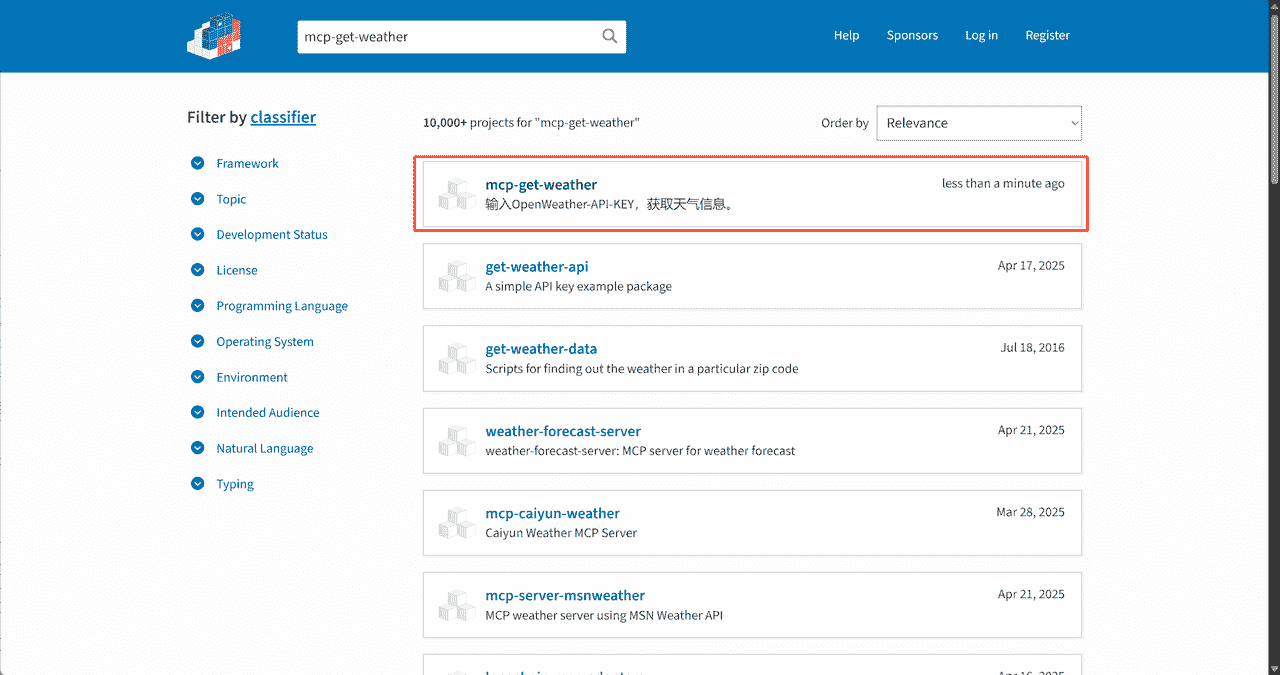 mcp-get-weather
Help Sponsors Log in Register
Filter by classifier
Framework
Topic
Development Status
License
Programming Language
Operating System
Environment
Intended Audience
Natural Language
Typing
10,000+ projects for "mcp-get-weather"
Order by Relevance
mcp-get-weather less than a minute ago
输入OpenWeather-API-KEY，获取天气信息。
get-weather-api Apr 17, 2025
A simple API key example package
get-weather-data Jul 18, 2016
Scripts for finding out the weather in a particular zip code
weather-forecast-server Apr 21, 2025
weather-forecast-server: MCP server for weather forecast
mcp-caiyun-weather Mar 28, 2025
Caiyun Weather MCP Server
mcp-server-msnweather Apr 21, 2025
MCP weather server using MSN Weather API